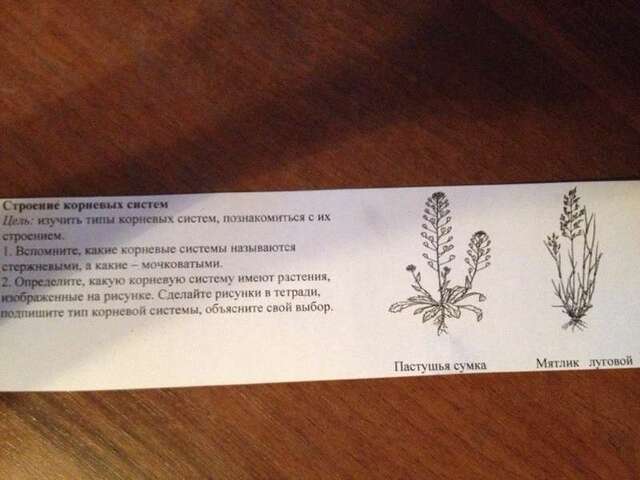 Строение корневых систем
Цель: изучить типы корневых систем, познакомиться с их
строением.
1. Вспомните, какие корневые системы называются
стержневыми, а какие – мочковатыми.
2. Определите, какую корневую систему имеют растения,
изображенные на рисунке. Сделайте рисунки в тетради,
подпишите тип корневой системы, объясните свой выбор.
Пастушья сумка
Мятлик луговой